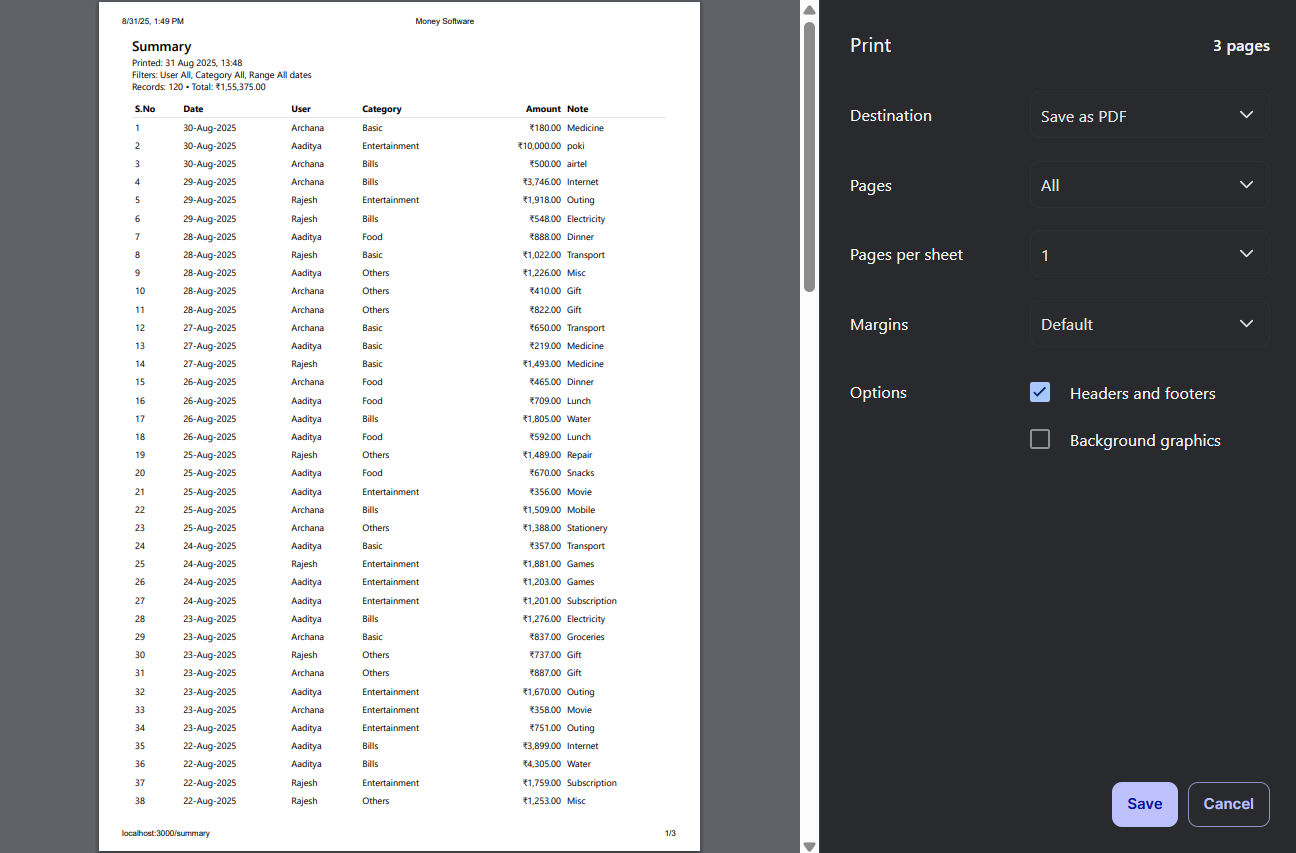 8/31/25, 1:49 PM Money Software
Summary
Printed: 31 Aug 2025, 13:48
Filters: User All, Category All, Range All dates
Records: 120 • Total: ₹1,55,375.00
S.No Date User Category Amount Note
1 30-Aug-2025 Archana Basic ₹180.00 Medicine
2 30-Aug-2025 Aaditya Entertainment ₹10,000.00 poki
3 30-Aug-2025 Archana Bills ₹500.00 airtel
4 29-Aug-2025 Archana Bills ₹3,746.00 Internet
5 29-Aug-2025 Rajesh Entertainment ₹1,918.00 Outing
6 29-Aug-2025 Rajesh Bills ₹548.00 Electricity
7 28-Aug-2025 Aaditya Food ₹888.00 Dinner
8 28-Aug-2025 Rajesh Basic ₹1,022.00 Transport
9 28-Aug-2025 Aaditya Others ₹1,226.00 Misc
10 28-Aug-2025 Archana Others ₹410.00 Gift
11 28-Aug-2025 Archana Others ₹822.00 Gift
12 27-Aug-2025 Archana Basic ₹650.00 Transport
13 27-Aug-2025 Aaditya Basic ₹219.00 Medicine
14 27-Aug-2025 Rajesh Basic ₹1,493.00 Medicine
15 26-Aug-2025 Archana Food ₹465.00 Dinner
16 26-Aug-2025 Aaditya Food ₹709.00 Lunch
17 26-Aug-2025 Aaditya Bills ₹1,805.00 Water
18 26-Aug-2025 Aaditya Food ₹592.00 Lunch
19 25-Aug-2025 Rajesh Others ₹1,489.00 Repair
20 25-Aug-2025 Aaditya Food ₹670.00 Snacks
21 25-Aug-2025 Aaditya Entertainment ₹356.00 Movie
22 25-Aug-2025 Archana Bills ₹1,509.00 Mobile
23 25-Aug-2025 Archana Others ₹1,388.00 Stationery
24 24-Aug-2025 Aaditya Basic ₹357.00 Transport
25 24-Aug-2025 Rajesh Entertainment ₹1,881.00 Games
26 24-Aug-2025 Aaditya Entertainment ₹1,203.00 Games
27 24-Aug-2025 Aaditya Entertainment ₹1,201.00 Subscription
28 23-Aug-2025 Aaditya Bills ₹1,276.00 Electricity
29 23-Aug-2025 Archana Basic ₹837.00 Groceries
30 23-Aug-2025 Rajesh Others ₹737.00 Gift
31 23-Aug-2025 Archana Others ₹887.00 Gift
32 23-Aug-2025 Aaditya Entertainment ₹1,670.00 Outing
33 23-Aug-2025 Archana Entertainment ₹358.00 Movie
34 23-Aug-2025 Aaditya Entertainment ₹751.00 Outing
35 22-Aug-2025 Aaditya Bills ₹3,899.00 Internet
36 22-Aug-2025 Aaditya Bills ₹4,305.00 Water
37 22-Aug-2025 Rajesh Entertainment ₹1,759.00 Subscription
38 22-Aug-2025 Rajesh Others ₹1,253.00 Misc
localhost:3000/summary 1/3
Print 3 pages
Destination Save as PDF
Pages All
Pages per sheet 1
Margins Default
Options Headers and footers
Background graphics
Save Cancel